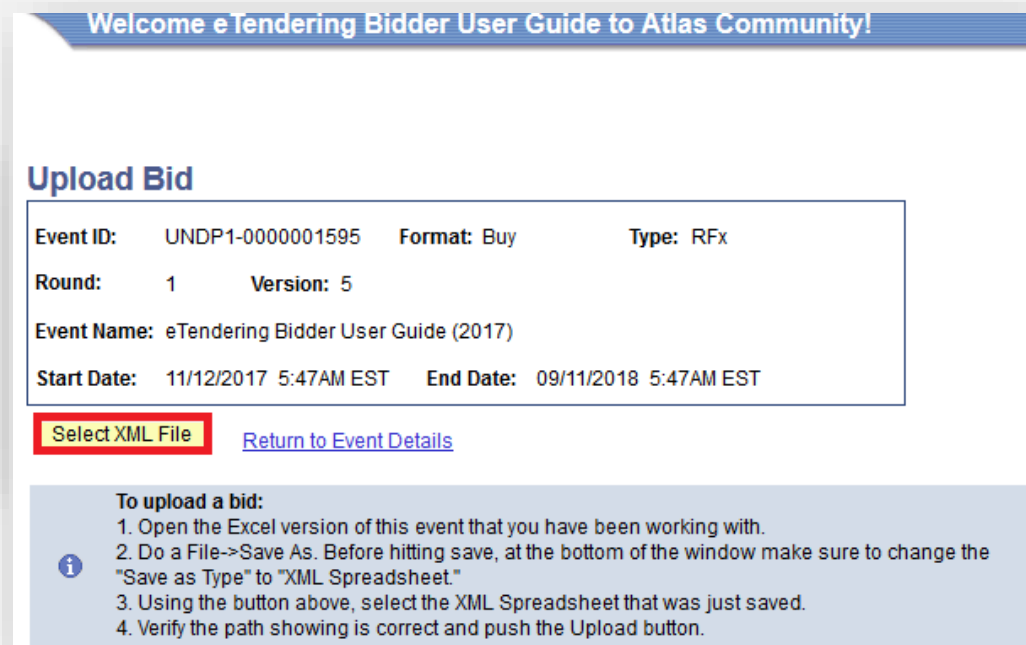 Welcome eTendering Bidder User Guide to Atlas Community!
Upload Bid
Event ID: UNDP1-0000001595 Format: Buy Type: RFx
Round: 1 Version: 5
Event Name: eTendering Bidder User Guide (2017)
Start Date: 11/12/2017 5:47AM EST End Date: 09/11/2018 5:47AM EST
Select XML File Return to Event Details
To upload a bid:
1. Open the Excel version of this event that you have been working with.
2. Do a File->Save As. Before hitting save, at the bottom of the window make sure to change the
"Save as Type" to "XML Spreadsheet."
3. Using the button above, select the XML Spreadsheet that was just saved.
4. Verify the path showing is correct and push the Upload button.